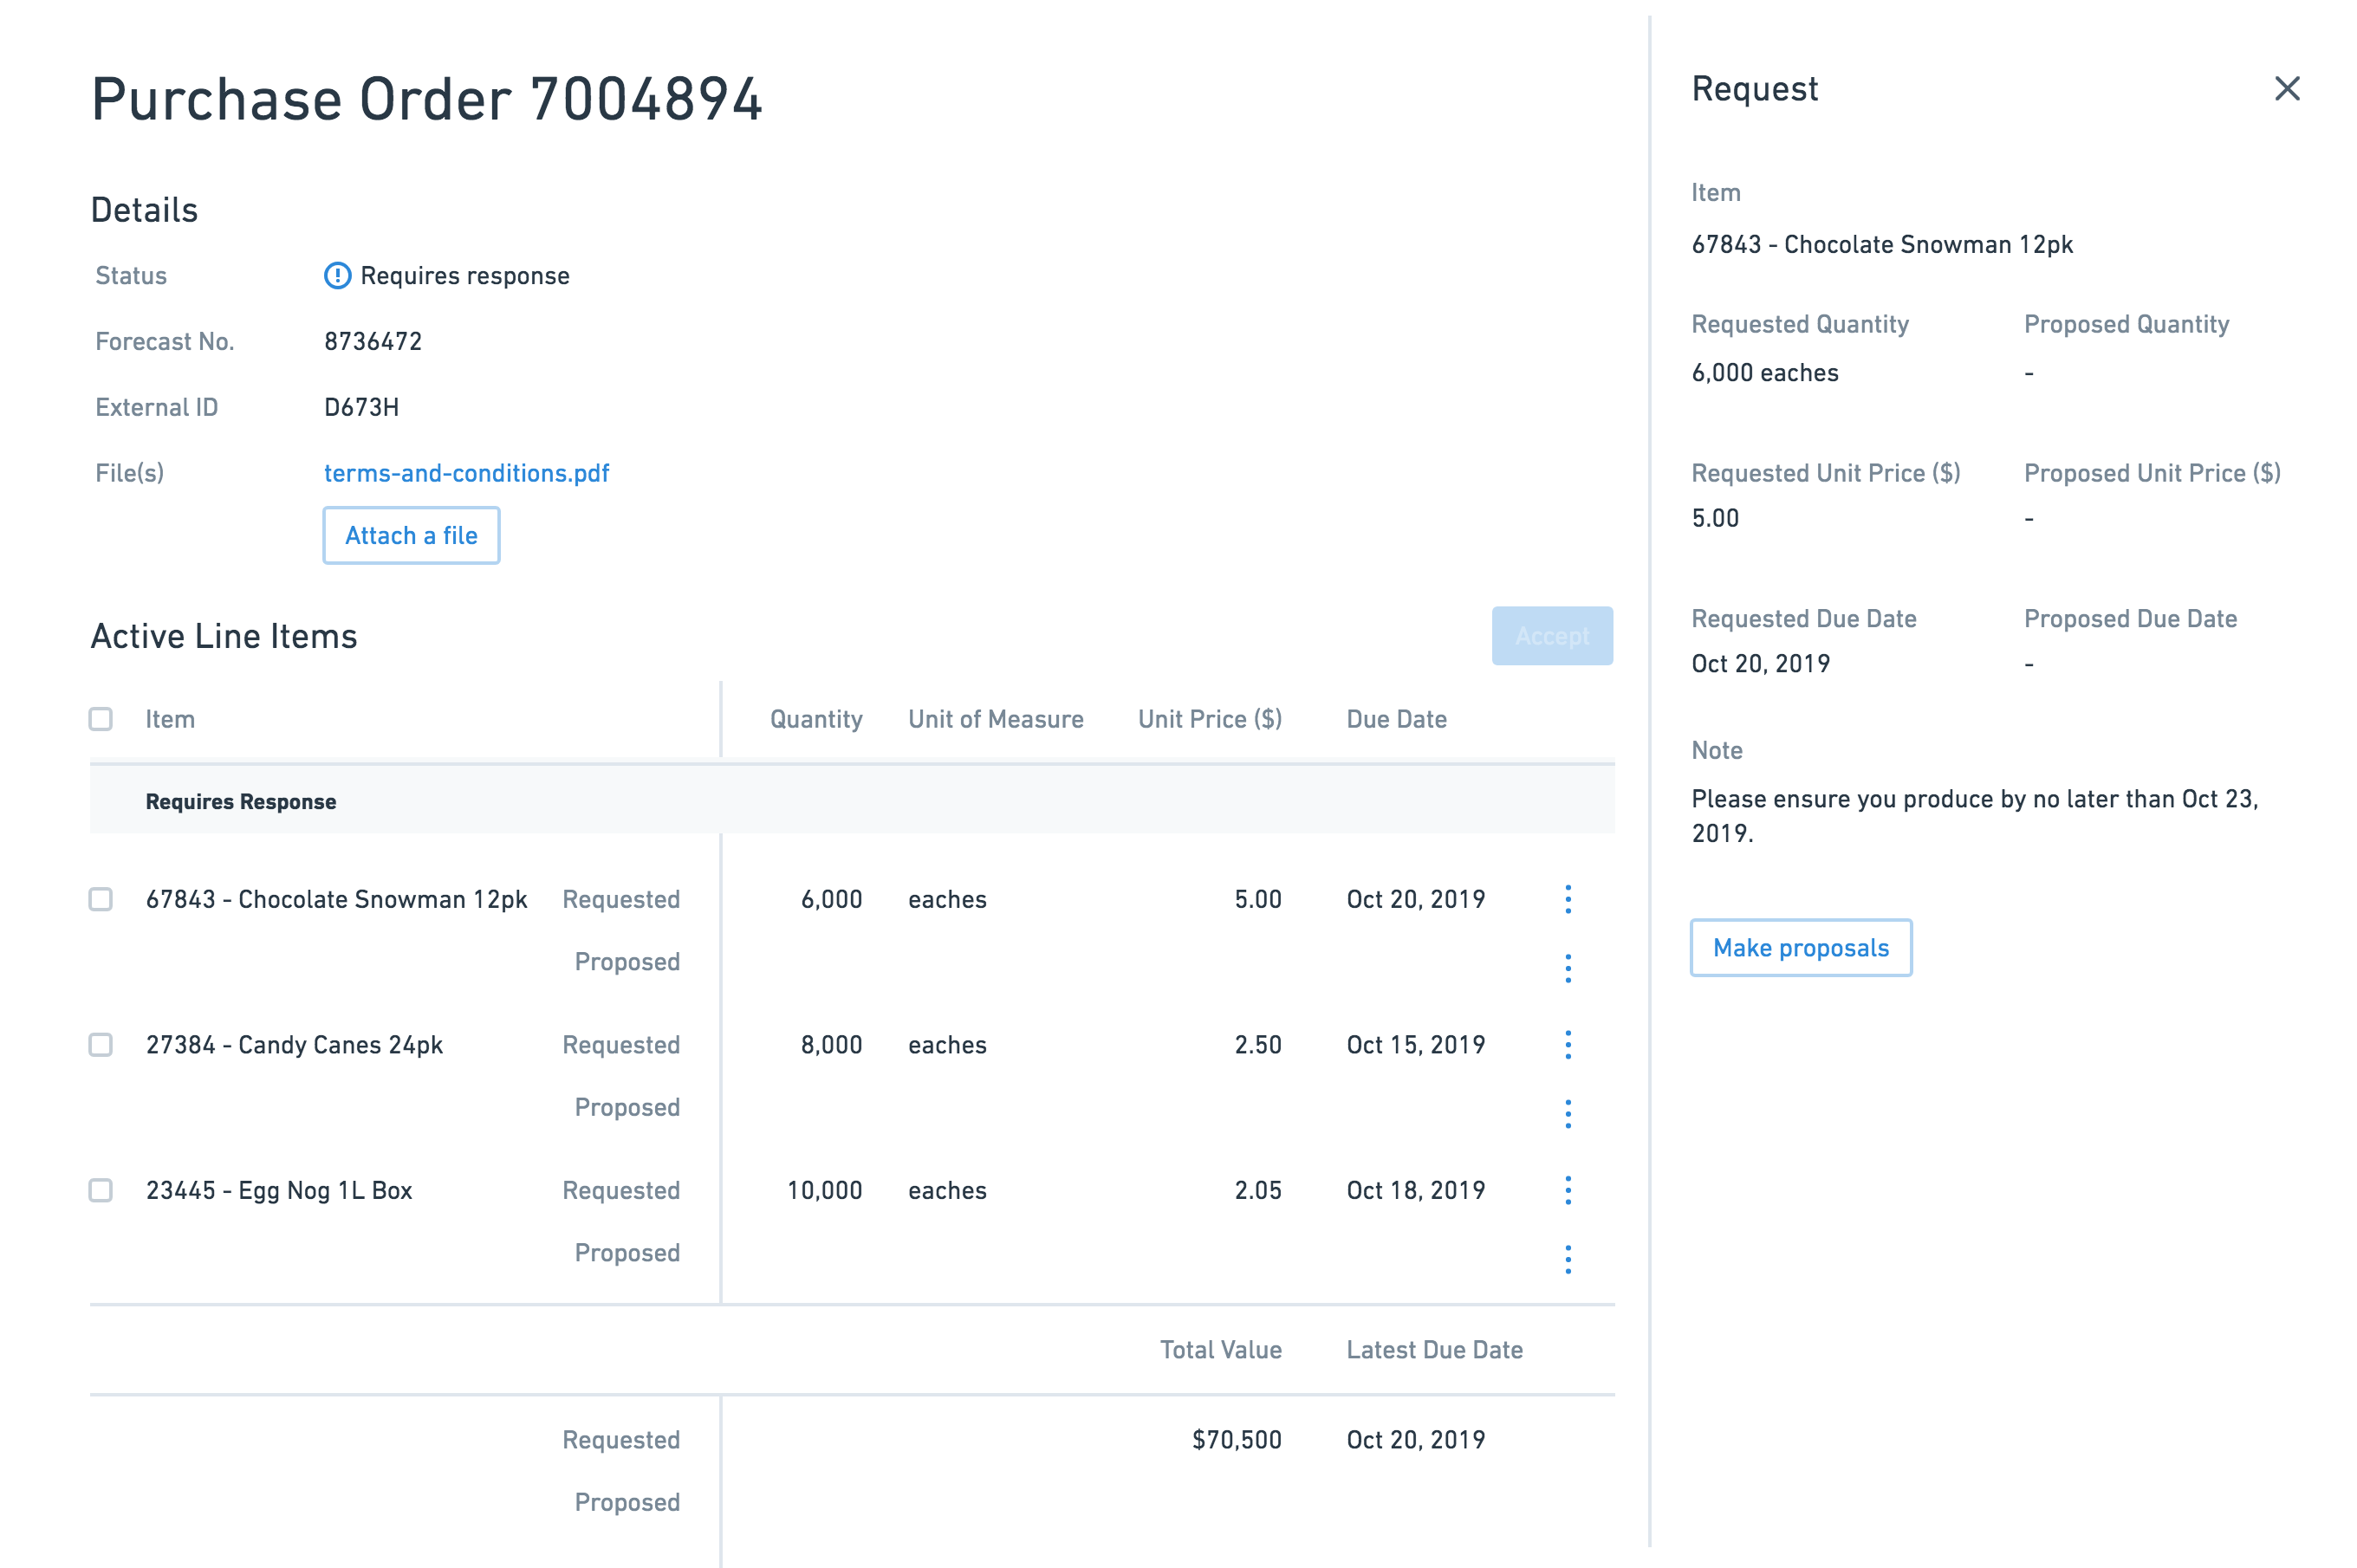 Purchase Order 7004894
Details
Status Requires response
Forecast No. 8736472
External ID D673H
File(s) terms-and-conditions.pdf
Attach a file
Active Line Items
Accept
Item Quantity Unit of Measure Unit Price ($) Due Date
Requires Response
67843 - Chocolate Snowman 12pk Requested 6,000 eaches 5.00 Oct 20, 2019
Proposed
27384 - Candy Canes 24pk Requested 8,000 eaches 2.50 Oct 15, 2019
Proposed
23445 - Egg Nog 1L Box Requested 10,000 eaches 2.05 Oct 18, 2019
Proposed
Total Value Latest Due Date
Requested $70,500 Oct 20, 2019
Proposed
Request
Item
67843 - Chocolate Snowman 12pk
Requested Quantity Proposed Quantity
6,000 eaches -
Requested Unit Price ($) Proposed Unit Price ($)
5.00 -
Requested Due Date Proposed Due Date
Oct 20, 2019 -
Note
Please ensure you produce by no later than Oct 23,
2019.
Make proposals